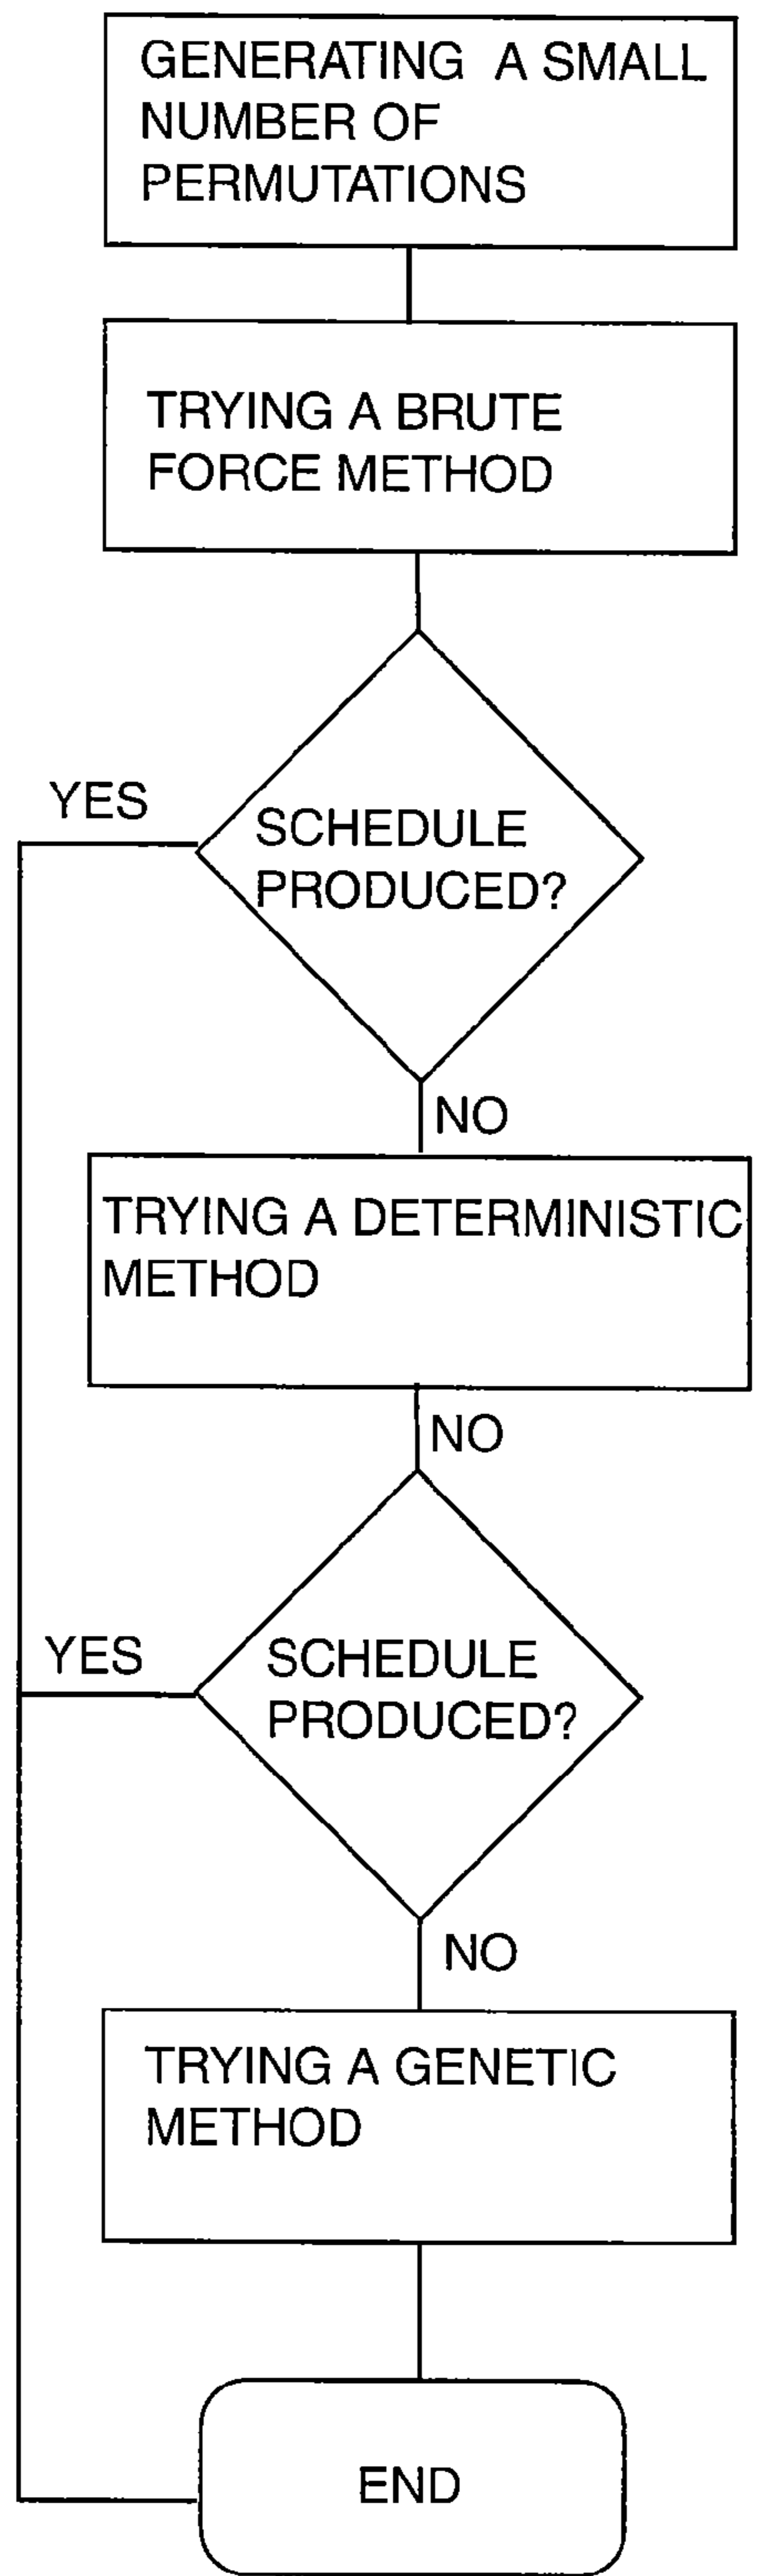 GENERATING A SMALL
NUMBER OF
PERMUTATIONS
TRYING A BRUTE
FORCE METHOD
YES
SCHEDULE
PRODUCED?
NO
TRYING A DETERMINISTIC
METHOD
NO
YES
SCHEDULE
PRODUCED?
NO
TRYING A GENETIC
METHOD
END